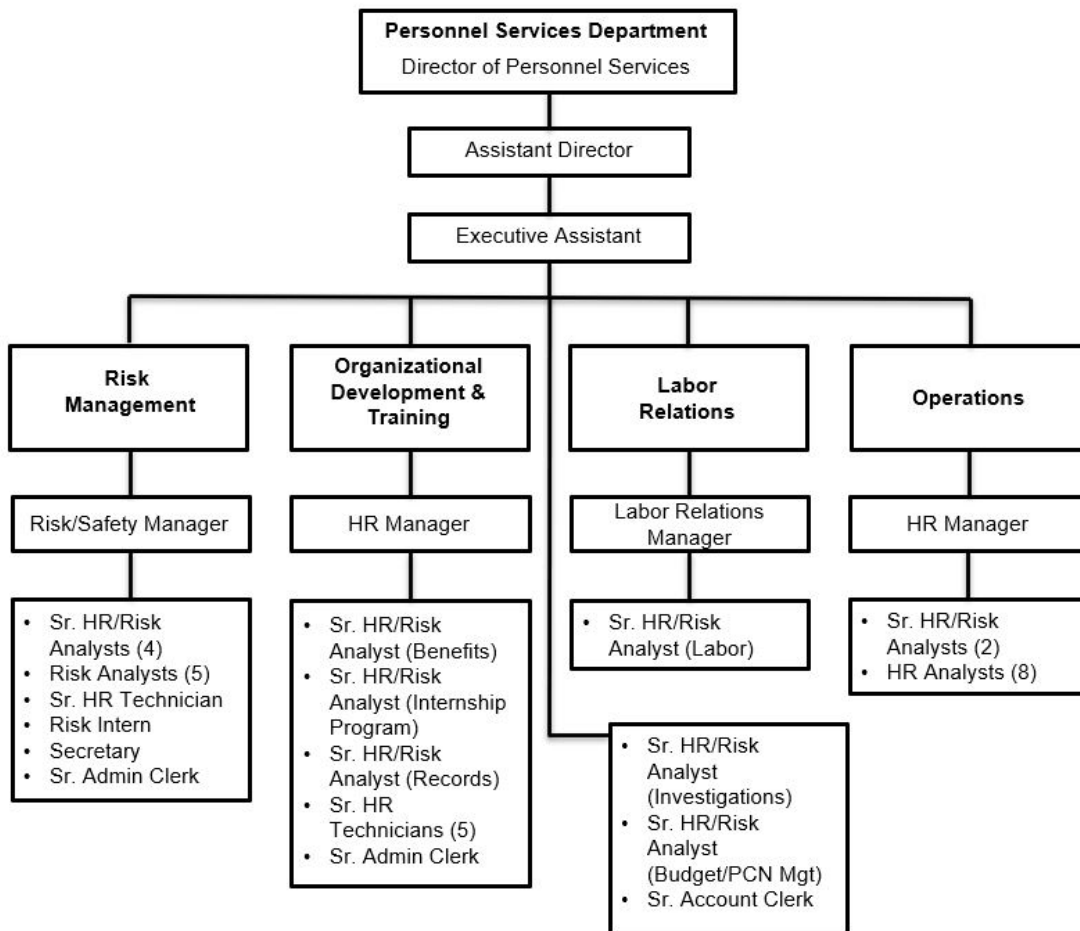 Personnel Services Department
Director of Personnel Services
Assistant Director
Executive Assistant
Risk
Management
Risk/Safety Manager
• Sr. HR/Risk
Analysts (4)
• Risk Analysts (5)
• Sr. HR Technician
• Risk Intern
• Secretary
• Sr. Admin Clerk
Organizational
Development &
Training
HR Manager
• Sr. HR/Risk
Analyst (Benefits)
• Sr. HR/Risk
Analyst (Internship
Program)
• Sr. HR/Risk
Analyst (Records)
• Sr. HR
Technicians (5)
• Sr. Admin Clerk
Labor
Relations
Labor Relations
Manager
• Sr. HR/Risk
Analyst (Labor)
Operations
HR Manager
• Sr. HR/Risk
Analysts (2)
• HR Analysts (8)
• Sr. HR/Risk
Analyst
(Investigations)
• Sr. HR/Risk
Analyst
(Budget/PCN Mgt)
• Sr. Account Clerk